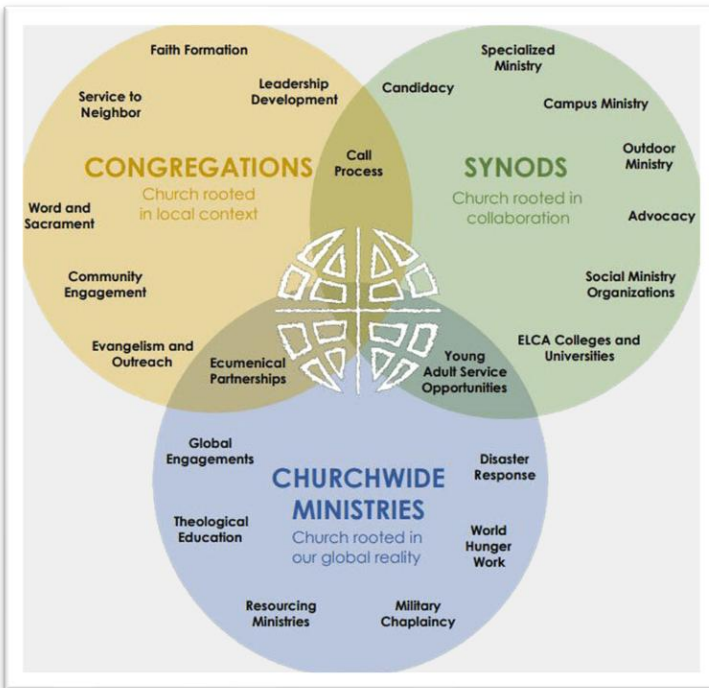 Faith Formation
Leadership
Development
Service to
Neighbor
CONGREGATIONS
Church rooted
in local context
Word and
Sacrament
Community
Engagement
Evangelism and
Outreach
Call
Process
Specialized
Ministry
Candidacy
Campus Ministry
Outdoor
Ministry
SYNODS
Church rooted in
collaboration
Advocacy
Social Ministry
Organizations
ELCA Colleges and
Universities
Ecumenical
Partnerships
Young
Adult Service
Opportunities
Global
Engagements
Disaster
Response
CHURCHWIDE
MINISTRIES
Church rooted in
our global reality
Theological
Education
World
Hunger
Work
Resourcing
Ministries
Military
Chaplaincy